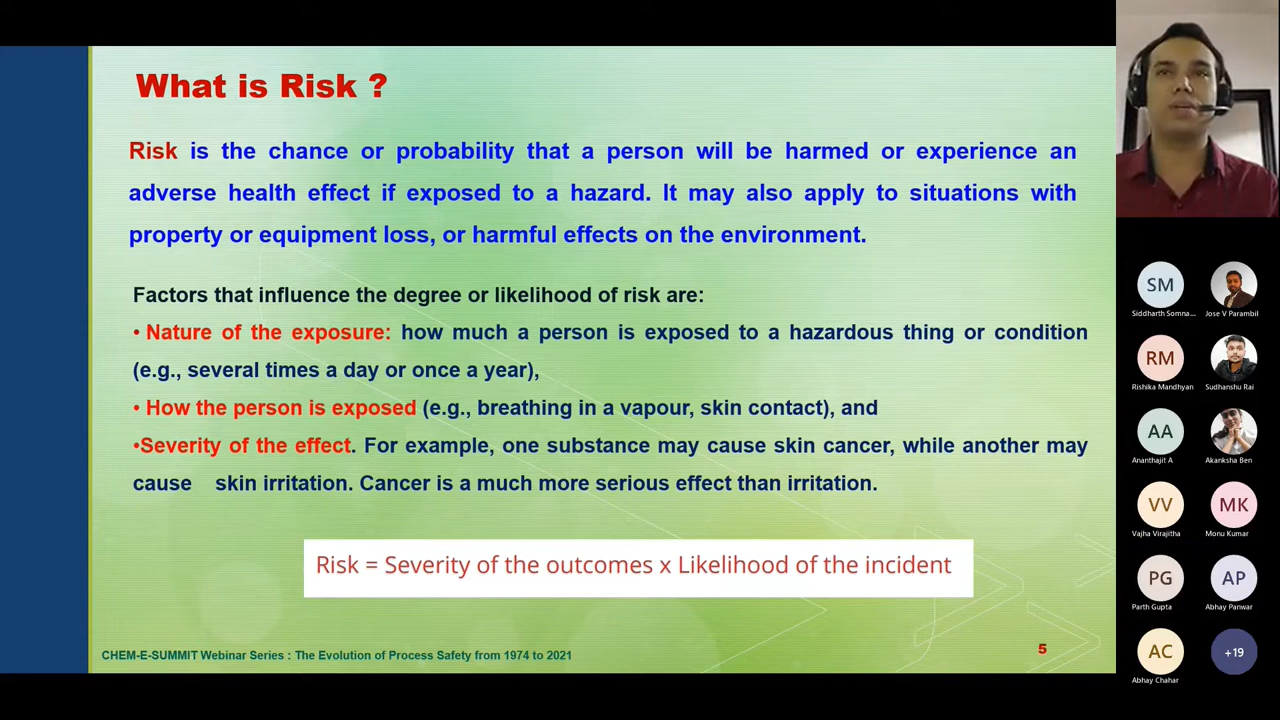 What is Risk ?
Risk is the chance or probability that a person will be harmed or experience an
adverse health effect if exposed to a hazard. It may also apply to situations with
property or equipment loss, or harmful effects on the environment.
Factors that influence the degree or likelihood of risk are:
• Nature of the exposure: how much a person is exposed to a hazardous thing or condition
(e.g., several times a day or once a year),
• How the person is exposed (e.g., breathing in a vapour, skin contact), and
•Severity of the effect. For example, one substance may cause skin cancer, while another may
cause skin irritation. Cancer is a much more serious effect than irritation.
Risk = Severity of the outcomes x Likelihood of the incident
CHEM-E-SUMMIT Webinar Series : The Evolution of Process Safety from 1974 to 2021
5
SM
Siddharth Somna...
Jose V Parambil
RM
Rishika Mandhyan
Sudhanshu Rai
AA
Ananthajit A
Akanksha Ben
VV
Vajha Virajitha
MK
Monu Kumar
PG
Parth Gupta
AP
Abhay Panwar
AC
Abhay Chahar
+19